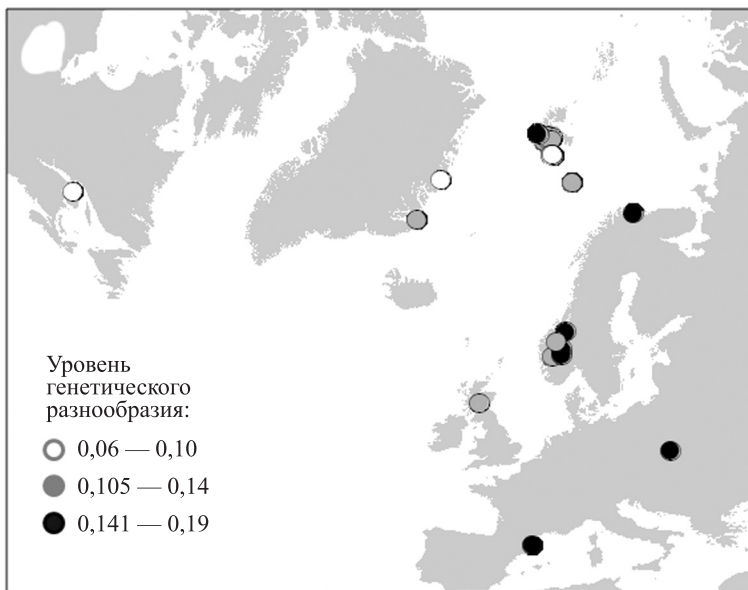 Уровень
генетического
разнообразия:
0,06 — 0,10
0,105 — 0,14
0,141 — 0,19